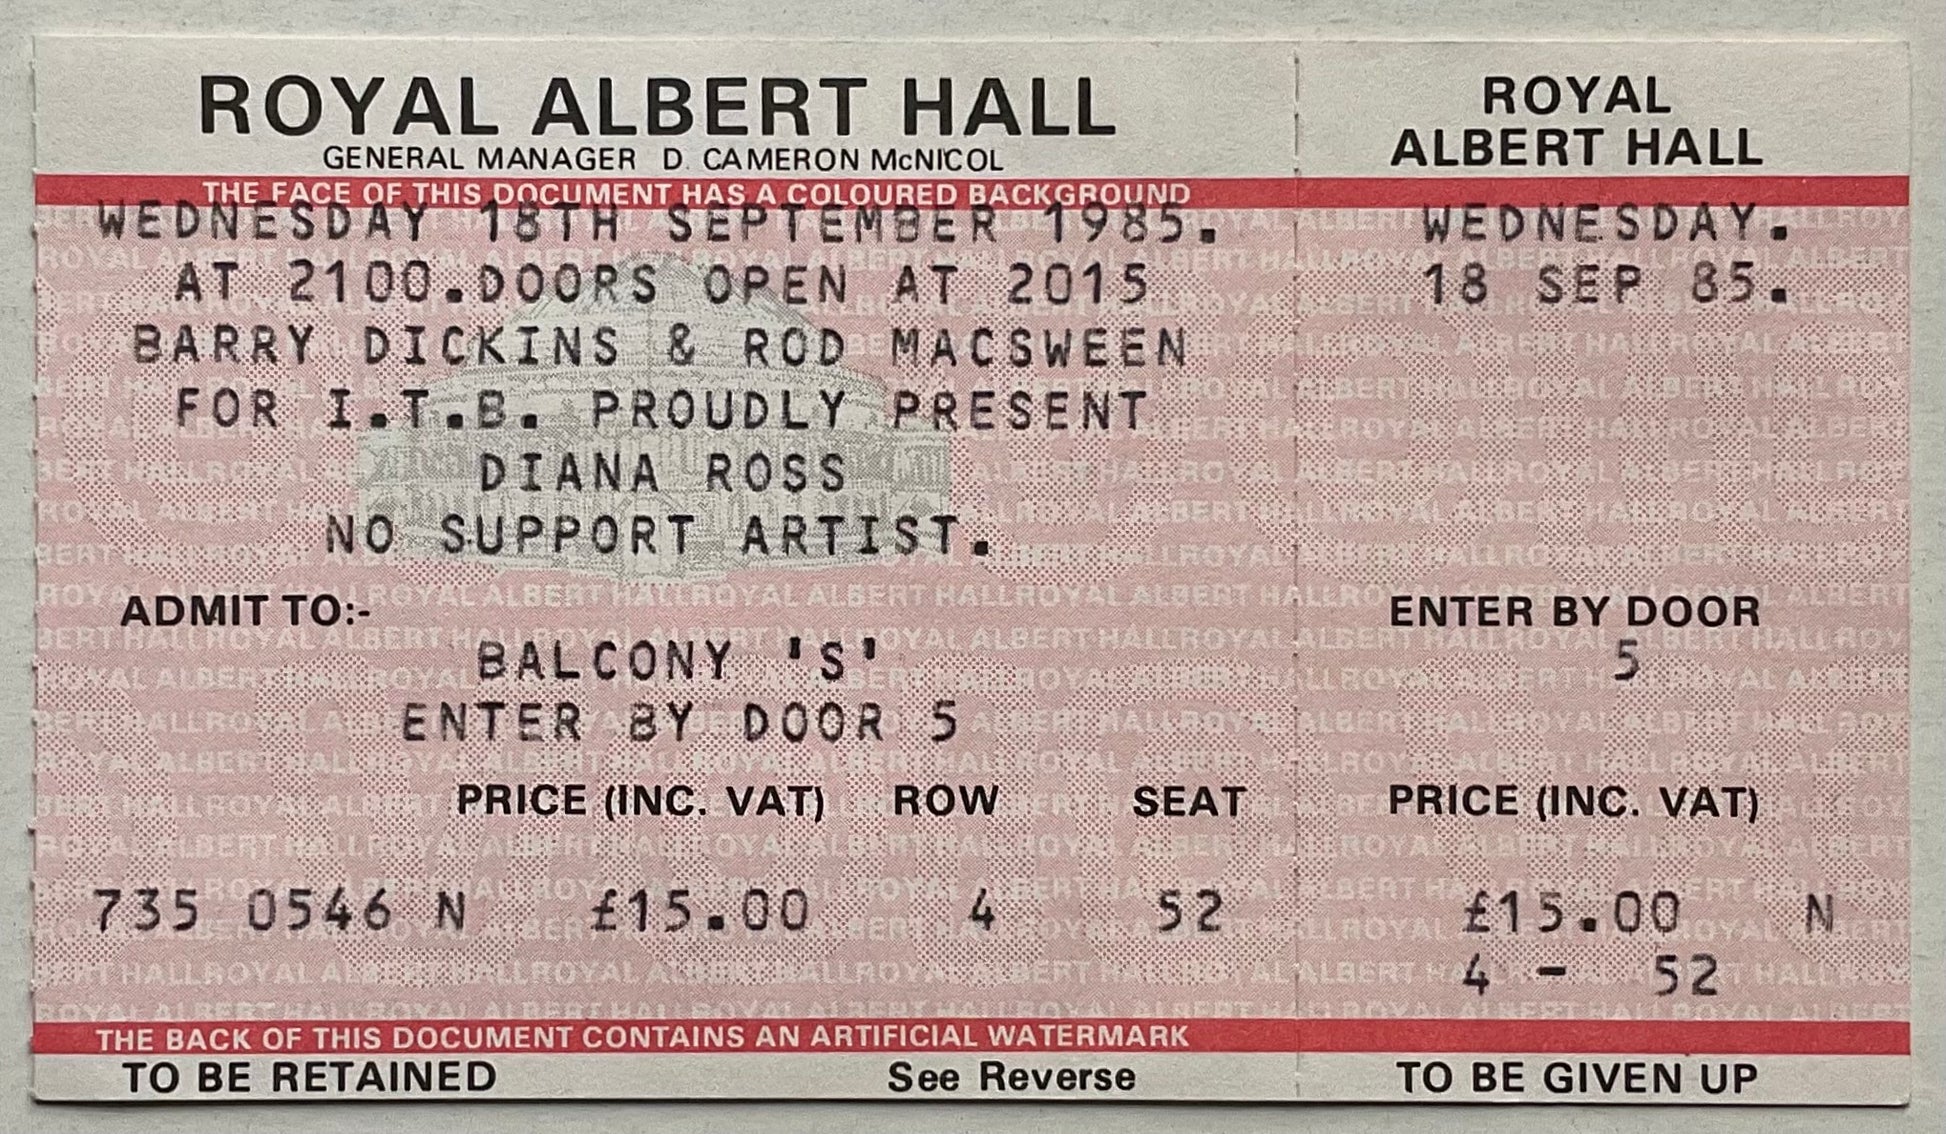 ROYAL ALBERT HALL
GENERAL MANAGER D. CAMERON McNICOL
THE FACE OF THIS DOCUMENT HAS A COLOURED BACKGROUND
WEDNESDAY 18TH SEPTEMBER 1985.
AT 2100.DOORS OPEN AT 2015
BARRY DICKINS & ROD MACSWEEN
FOR I.T.B. PROUDLY PRESENT
DIANA ROSS
NO SUPPORT ARTIST.
ADMIT TO:-
BALCONY 'S'
ENTER BY DOOR 5
PRICE (INC. VAT) ROW SEAT
735 0546 N £15.00 4 52
THE BACK OF THIS DOCUMENT CONTAINS AN ARTIFICIAL WATERMARK
TO BE RETAINED See Reverse
ROYAL
ALBERT HALL
WEDNESDAY.
18 SEP 85.
ENTER BY DOOR
5
PRICE (INC. VAT)
£15.00 N
4 - 52
TO BE GIVEN UP